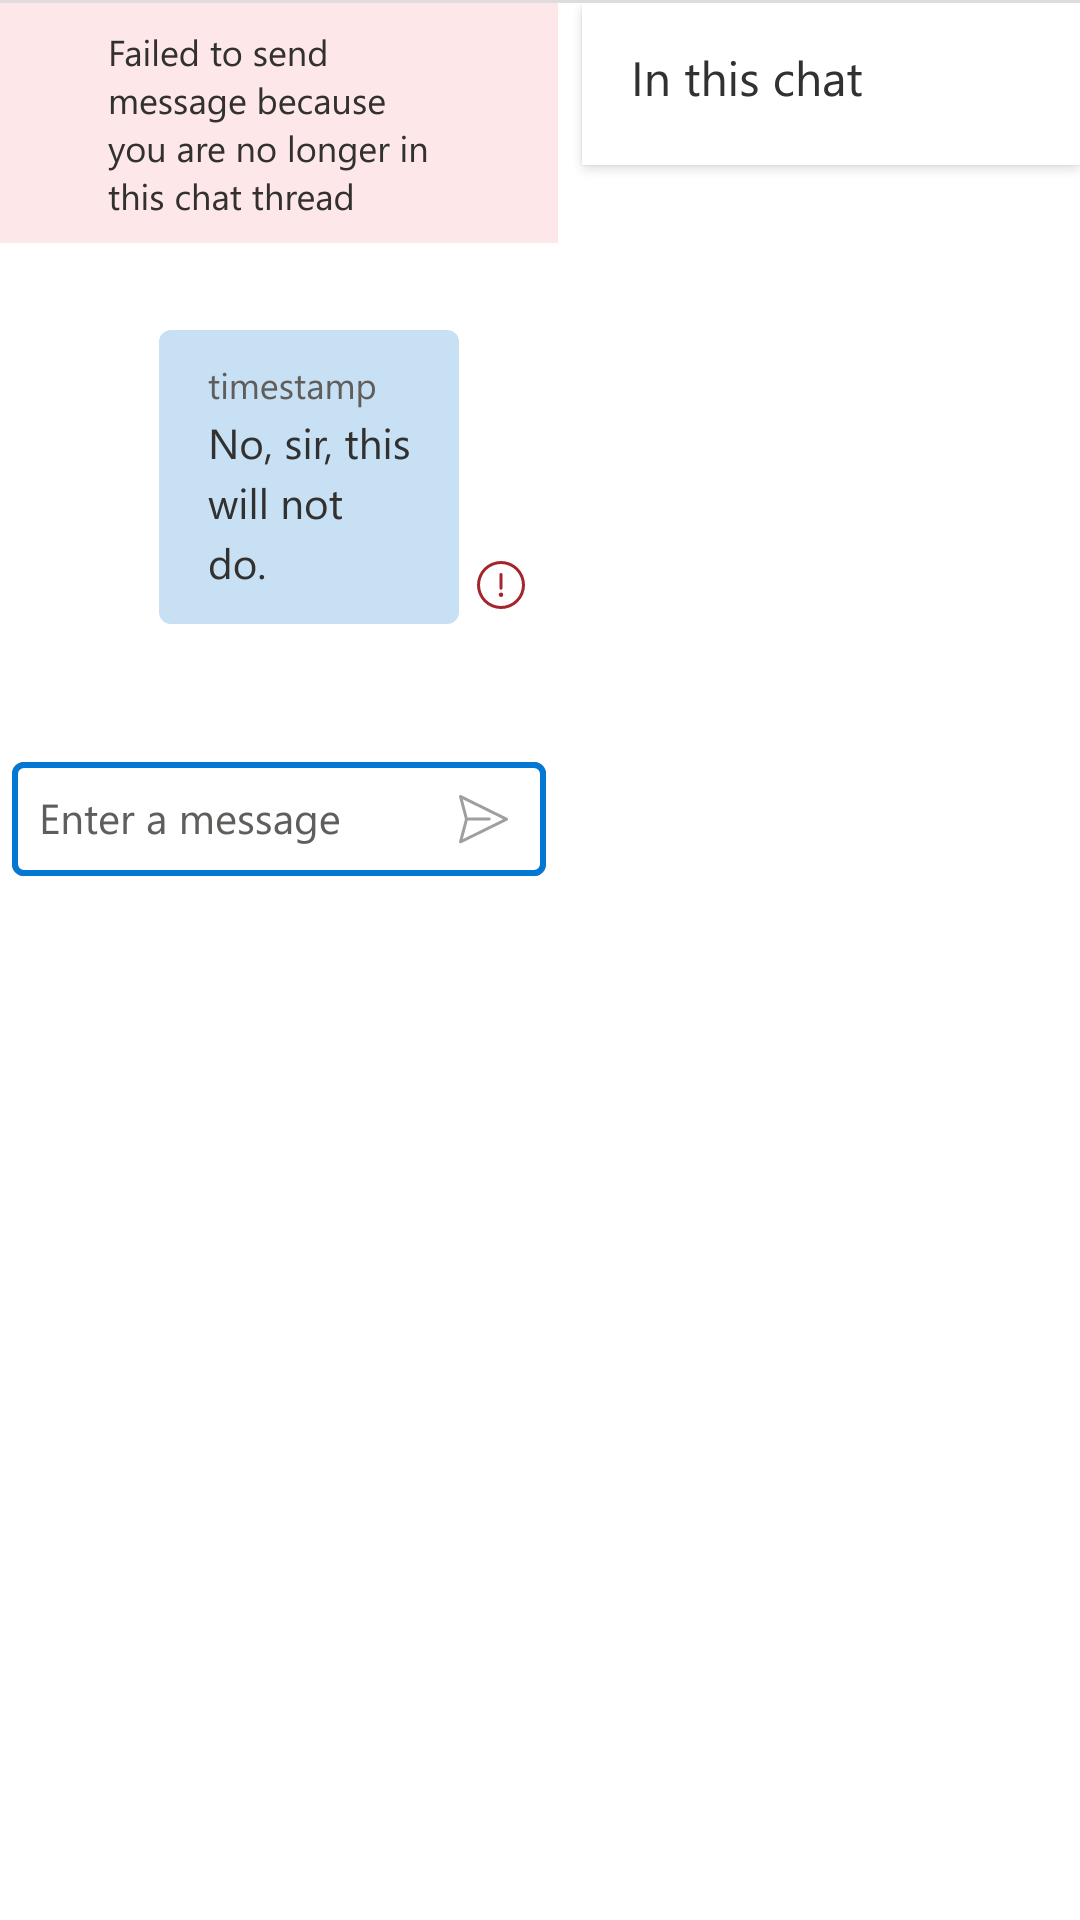 Failed to send
message because
you are no longer in
this chat thread
In this chat
timestamp
No, sir, this
will not
do.
Enter a message